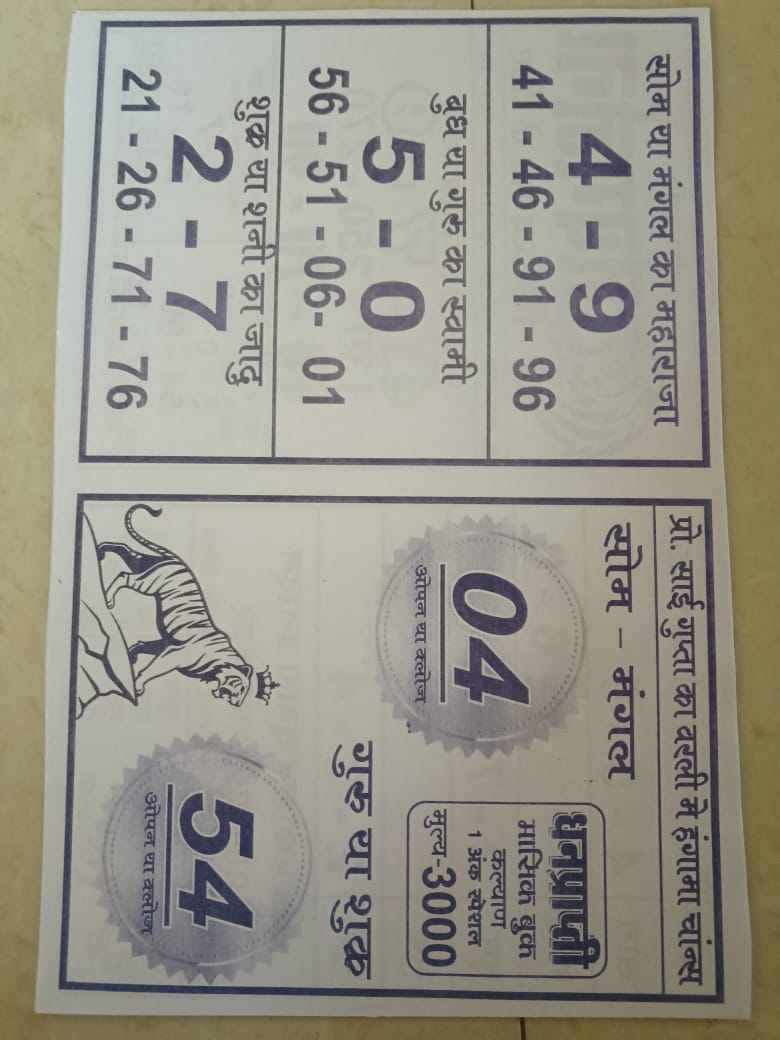 सोम या मंगल का महाराजा
4 - 9
41 - 46 - 91 - 96
बुध या गुरु का स्वामी
5 - 0
56 - 51 - 06- 01
शुक्र या शनी का जादु
2 - 7
21 - 26 - 71 - 76
प्रो. साई गुप्ता का वरली में हंगामा चांन्स
सोम – मंगल
04
ओपन या क्लोज
धनप्राप्ती
मासिक बुक
कल्याण
1 अंक स्पेशल
मुल्य-3000
गुरु या शुक्र
54
ओपन या क्लोज